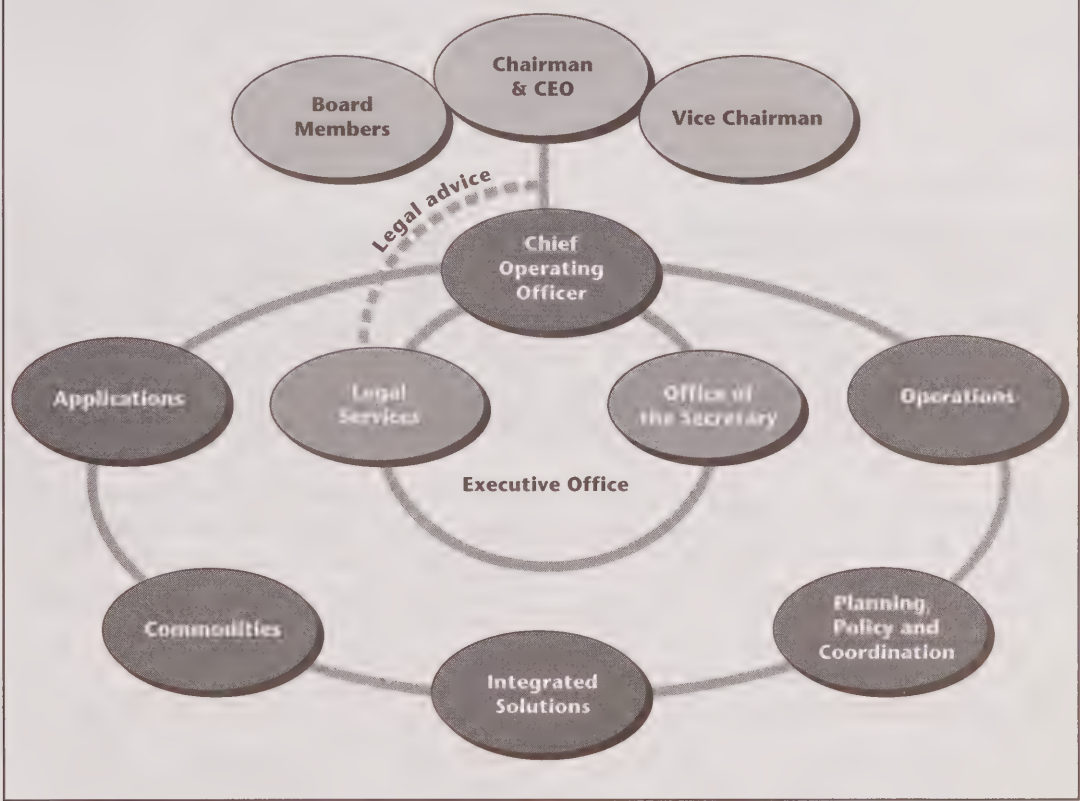 Chairman
& CEO
Board
Members
Vice Chairman
Legal advice
Chief
Operating
Officer
Applications
Legal
Services
Office of
the Secretary
Operations
Executive Office
Commodities
Integrated
Solutions
Planning,
Policy and
Coordination